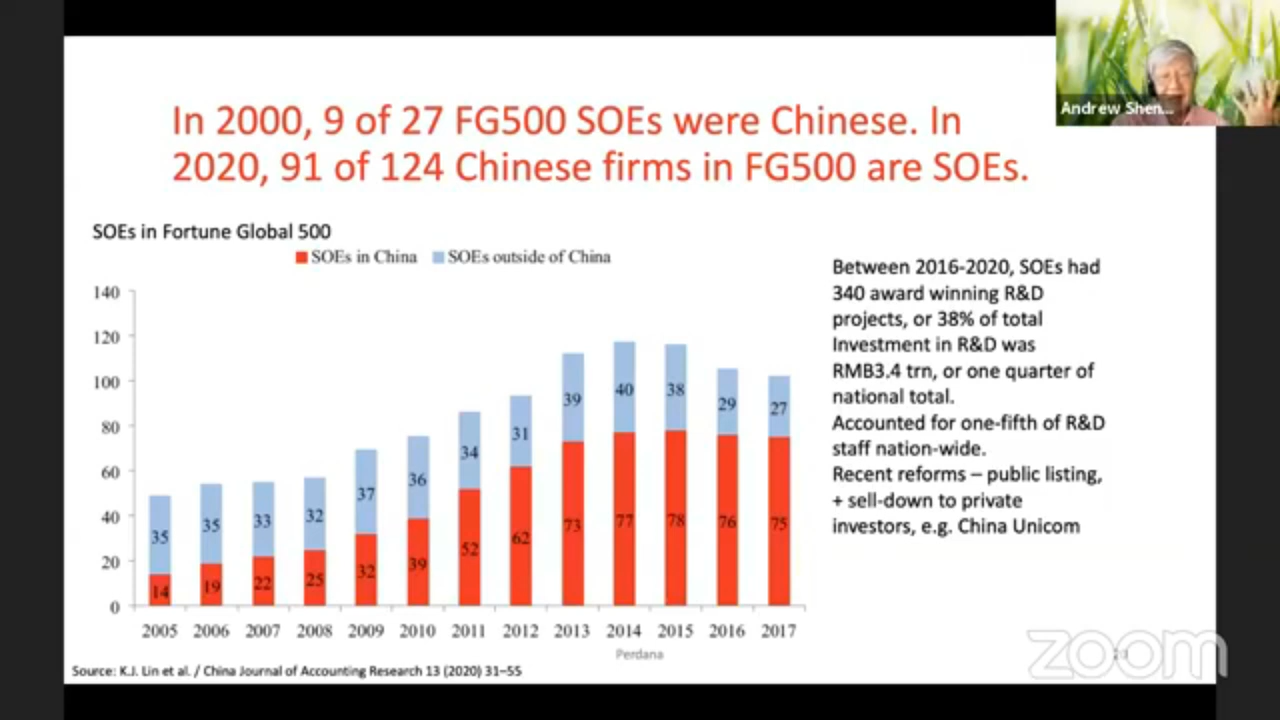 Andrew Shen...
In 2000, 9 of 27 FG500 SOEs were Chinese. In
2020, 91 of 124 Chinese firms in FG500 are SOEs.
SOEs in Fortune Global 500
SOEs in China SOEs outside of China
140
120
100
80
60
40
20
0
35 35 33 32 37 36 34 31 39 40 38 29 27
14 19 22 25 32 39 52 62 73 77 78 76 75
2005 2006 2007 2008 2009 2010 2011 2012 2013 2014 2015 2016 2017
Between 2016-2020, SOEs had
340 award winning R&D
projects, or 38% of total
Investment in R&D was
RMB3.4 trn, or one quarter of
national total.
Accounted for one-fifth of R&D
staff nation-wide.
Recent reforms – public listing,
+ sell-down to private
investors, e.g. China Unicom
Perdana
Source: K.J. Lin et al. / China Journal of Accounting Research 13 (2020) 31–55
zoom